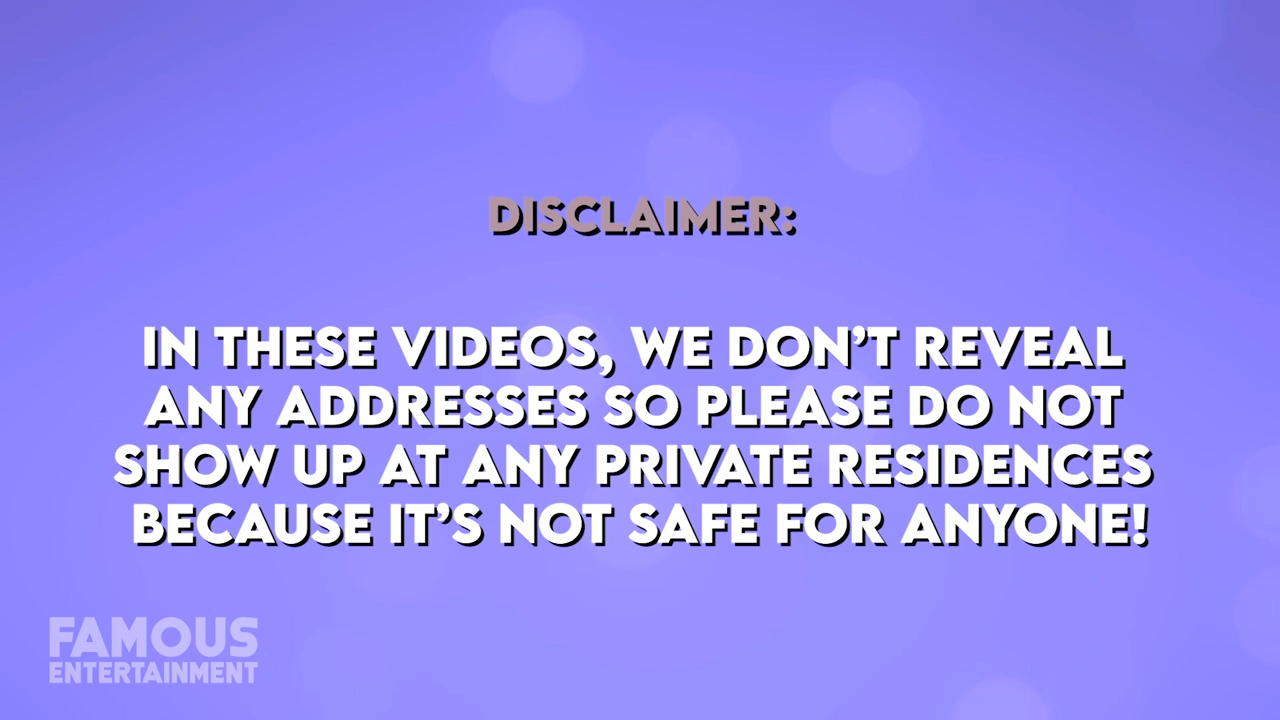 DISCLAIMER:
IN THESE VIDEOS, WE DON'T REVEAL
ANY ADDRESSES SO PLEASE DO NOT
SHOW UP AT ANY PRIVATE RESIDENCES
BECAUSE IT'S NOT SAFE FOR ANYONE!
FAMOUS
ENTERTAINMENT